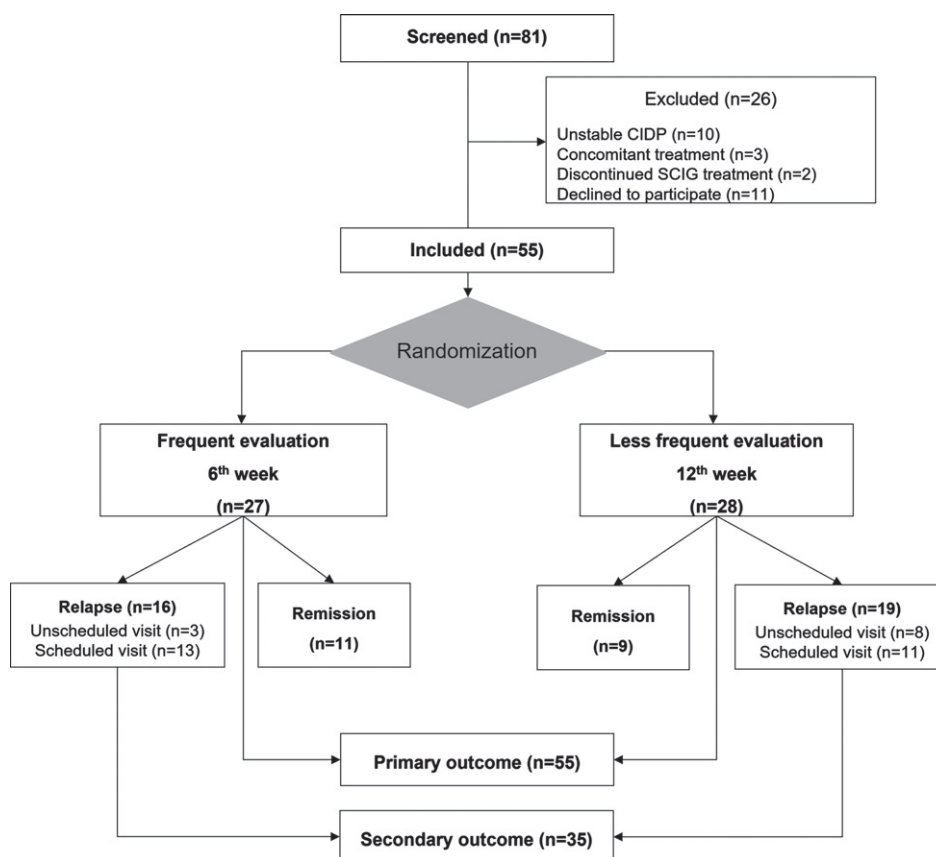 Screened (n=81)
Excluded (n=26)
Unstable CIDP (n=10)
Concomitant treatment (n=3)
Discontinued SCIG treatment (n=2)
Declined to participate (n=11)
Included (n=55)
Randomization
Frequent evaluation
6th week
(n=27)
Less frequent evaluation
12th week
(n=28)
Relapse (n=16)
Unscheduled visit (n=3)
Scheduled visit (n=13)
Remission
(n=11)
Remission
(n=9)
Relapse (n=19)
Unscheduled visit (n=8)
Scheduled visit (n=11)
Primary outcome (n=55)
Secondary outcome (n=35)